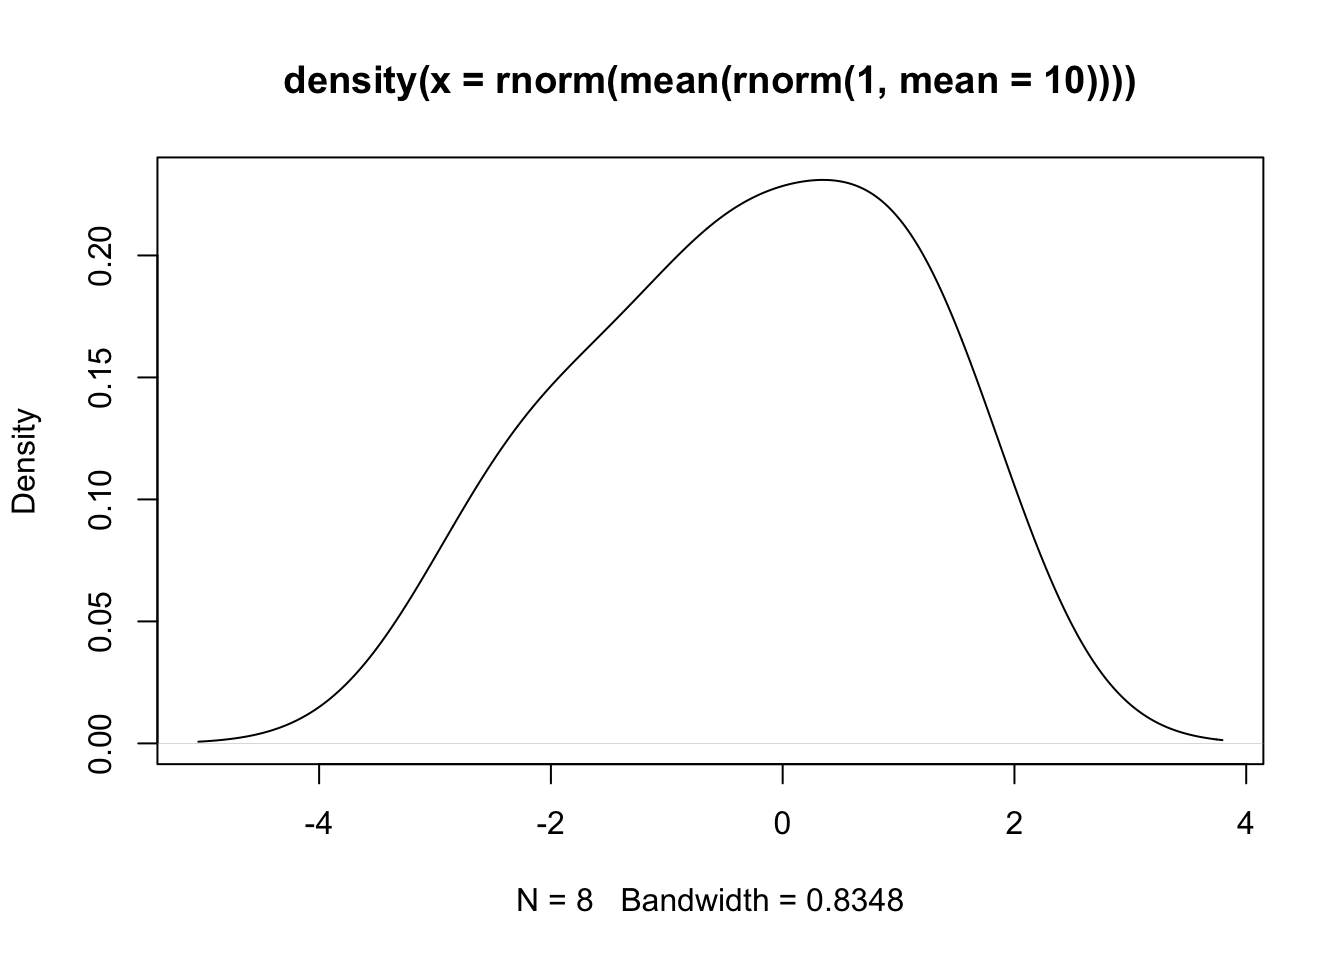 density(x = rnorm(mean(rnorm(1, mean = 10))))
Density
0.20
0.15
0.10
0.05
0.00
-4 -2 0 2 4
N = 8 Bandwidth = 0.8348